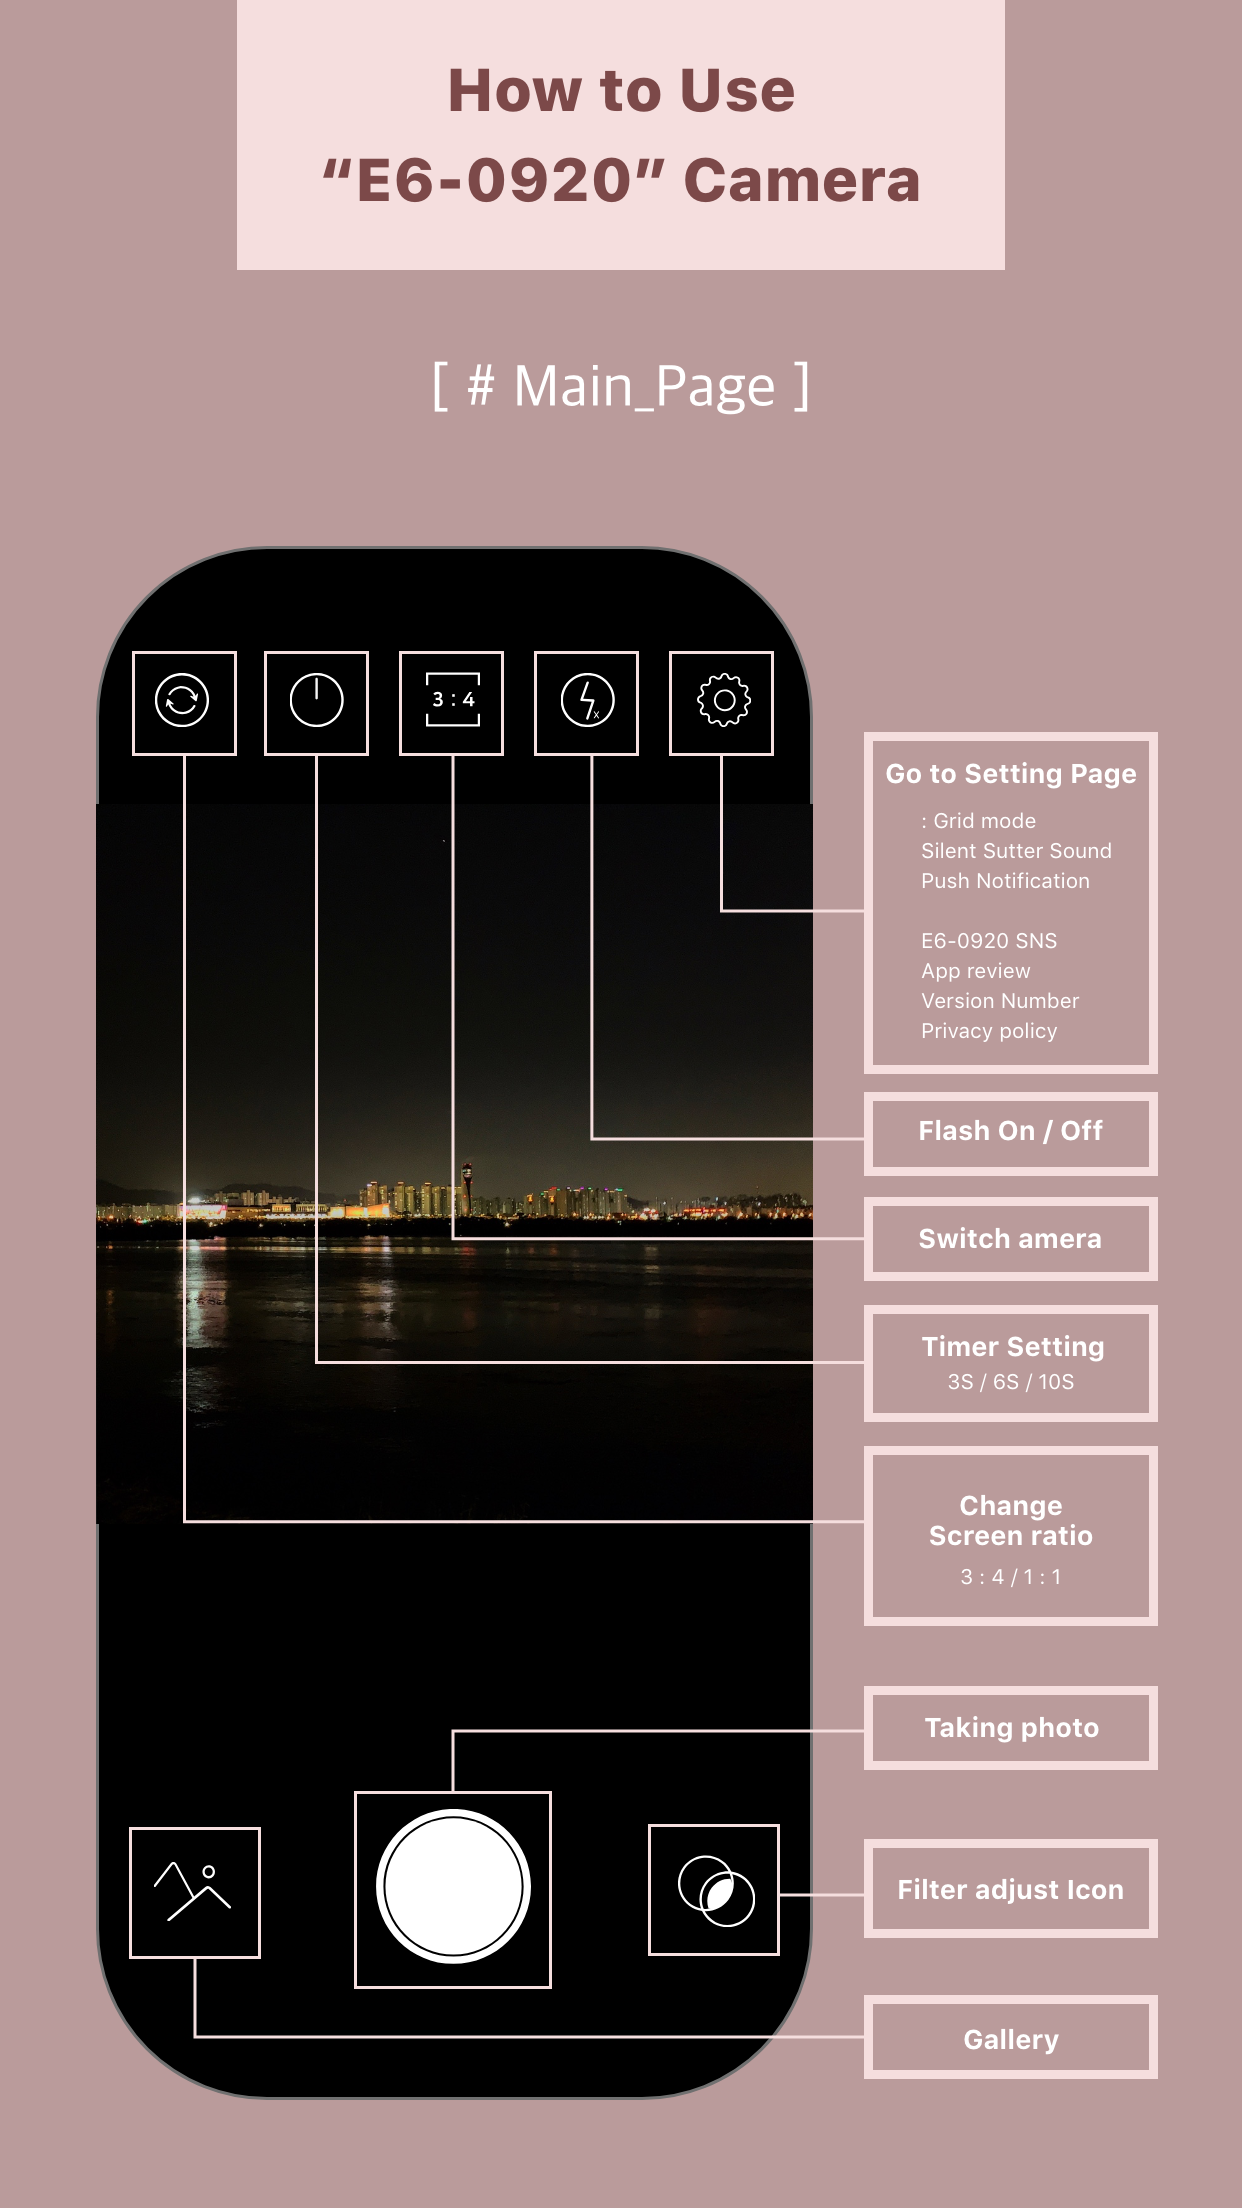 How to Use
“E6-0920” Camera
[ # Main_Page ]
3 : 4
x
Go to Setting Page
: Grid mode
Silent Sutter Sound
Push Notification
E6-0920 SNS
App review
Version Number
Privacy policy
Flash On / Off
Switch amera
Timer Setting
3S / 6S / 10S
Change
Screen ratio
3 : 4 / 1 : 1
Taking photo
Filter adjust Icon
Gallery